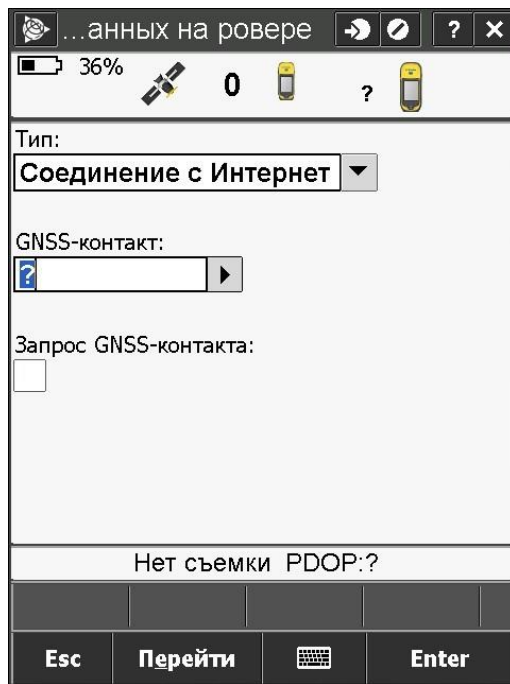 ...анных на ровере ? ×
36% 0 ?
Тип:
Соединение с Интернет
GNSS-контакт:
?
Запрос GNSS-контакта:
Нет съемки PDOP:?
Esc Перейти Enter